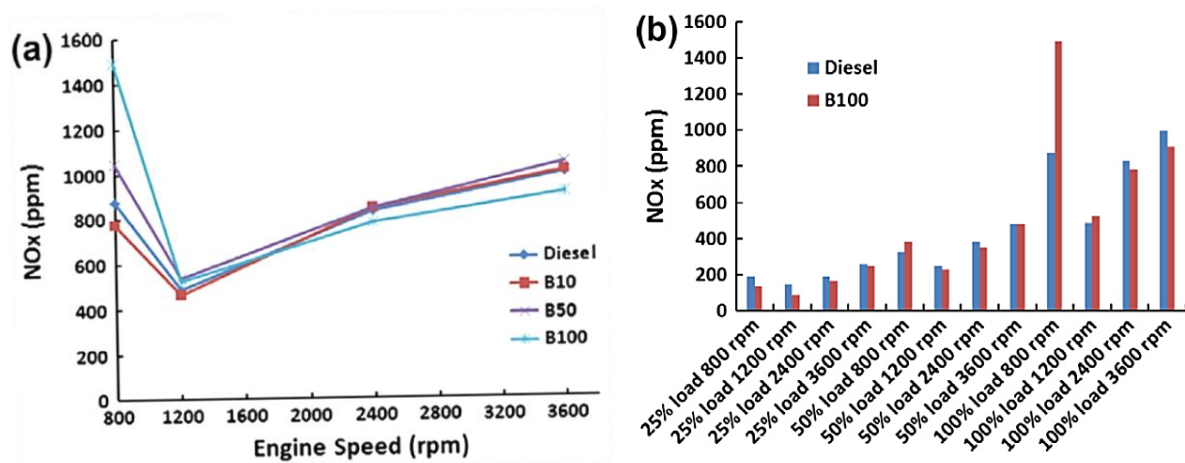 (a)
1600
1400
1200
1000
800
600
400
200
0
NOx (ppm)
800 1200 1600 2000 2400 2800 3200 3600
Engine Speed (rpm)
Diesel
B10
B50
B100
(b)
1600
1400
1200
1000
800
600
400
200
0
NOx (ppm)
Diesel
B100
25% load 800 rpm
25% load 1200 rpm
25% load 2400 rpm
25% load 3600 rpm
50% load 800 rpm
50% load 1200 rpm
50% load 2400 rpm
50% load 3600 rpm
100% load 800 rpm
100% load 1200 rpm
100% load 2400 rpm
100% load 3600 rpm